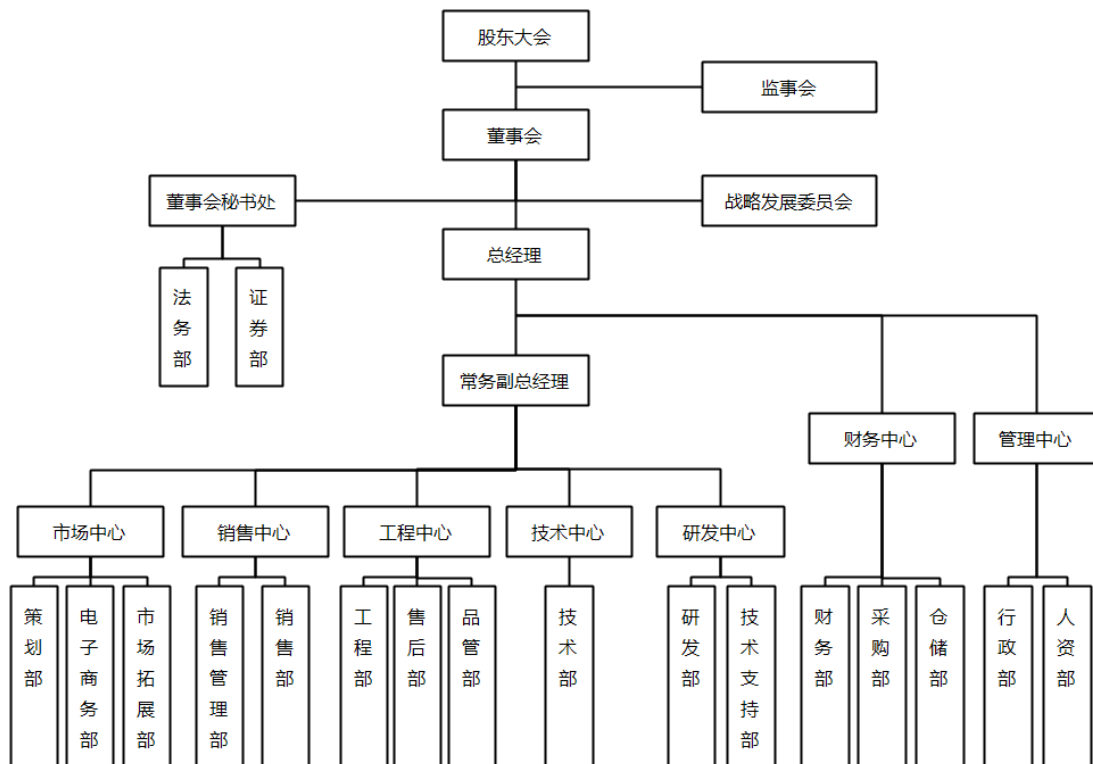 股东大会
监事会
董事会
董事会秘书处
战略发展委员会
总经理
法务部
证券部
常务副总经理
财务中心
管理中心
市场中心
销售中心
工程中心
技术中心
研发中心
策划部
电子商务部
市场拓展部
销售管理部
销售部
工程部
售后部
品管部
技术部
研发部
技术支持部
财务部
采购部
仓储部
行政部
人资部